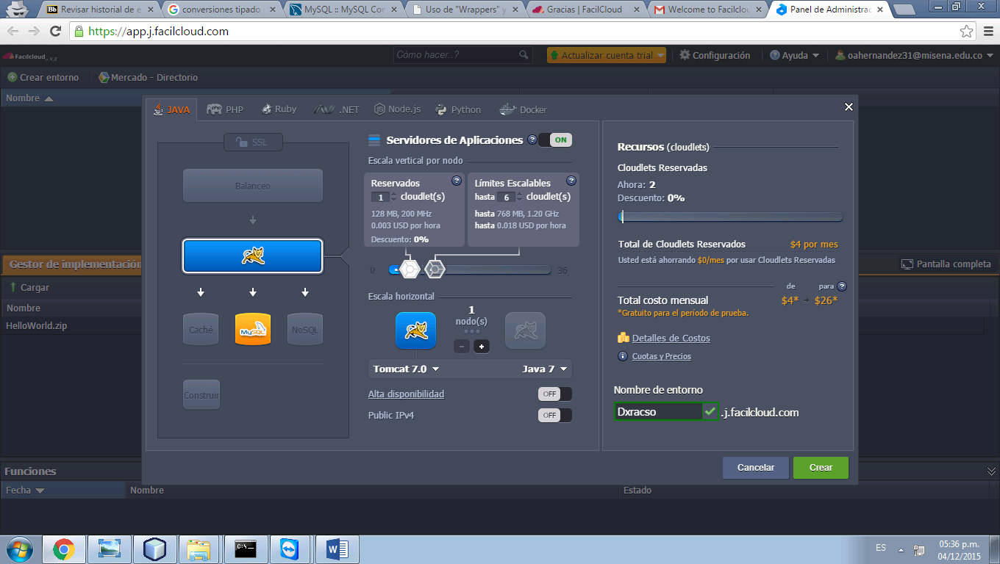 Revisar historial de e
conversiones tipado
MySQL :: MySQL Con
Uso de "Wrappers" y
Gracias | FacilCloud
Welcome to Facilclou
Panel de Administrac
https://app.j.facilcloud.com
Facilcloud v. 4.2
Cómo hacer..?
Actualizar cuenta trial
Configuración
Ayuda
oahernandez31@misena.edu.co
Crear entorno
Mercado - Directorio
Nombre
JAVA
PHP
Ruby
.NET
Node.js
Python
Docker
SSL
Balanceo
Caché
MySQL
NoSQL
Construir
Servidores de Aplicaciones ? ON
Escala vertical por nodo
Reservados ?
1 cloudlet(s)
128 MB, 200 MHz
0.003 USD por hora
Descuento: 0%
Límites Escalables ?
hasta 6 cloudlet(s)
hasta 768 MB, 1.20 GHz
hasta 0.018 USD por hora
0
36
Escala horizontal
1
nodo(s)
- +
Tomcat 7.0
Java 7
Alta disponibilidad OFF
Public IPv4 OFF
Recursos (cloudlets)
Cloudlets Reservadas
Ahora: 2
Descuento: 0%
Total de Cloudlets Reservados $4 por mes
Usted está ahorrando $0/mes por usar Cloudlets Reservadas
de para ?
Total costo mensual $4* $26*
*Gratuito para el período de prueba.
Detalles de Costos
Cuotas y Precios
Nombre de entorno
Dxracso .j.facilcloud.com
Cancelar
Crear
Gestor de implementación
Pantalla completa
Cargar
Nombre
HelloWorld.zip
Funciones
Fecha
Nombre
Estado
ES
05:36 p.m.
04/12/2015